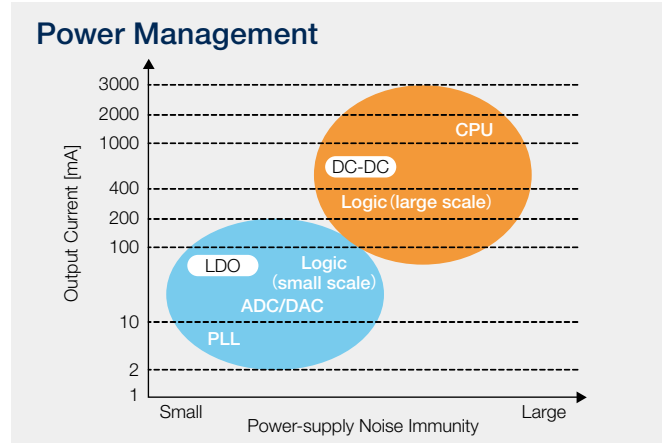 Power Management
Output Current [mA]
3000
2000
1000
400
200
100
10
2
1
CPU
DC-DC
Logic (large scale)
LDO
Logic
(small scale)
ADC/DAC
PLL
Small
Large
Power-supply Noise Immunity